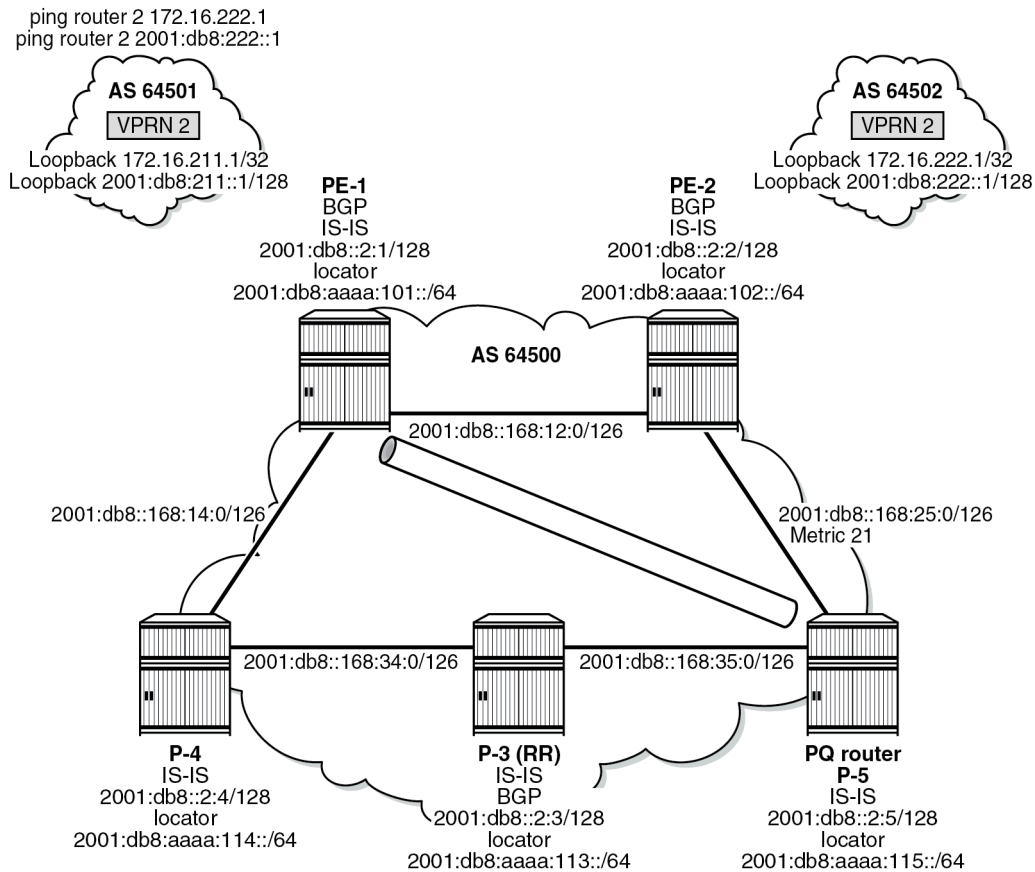 ping router 2 172.16.222.1
ping router 2 2001:db8:222::1
AS 64501
VPRN 2
Loopback 172.16.211.1/32
Loopback 2001:db8:211::1/128
AS 64502
VPRN 2
Loopback 172.16.222.1/32
Loopback 2001:db8:222::1/128
PE-1
BGP
IS-IS
2001:db8::2:1/128
locator
2001:db8:aaaa:101::/64
PE-2
BGP
IS-IS
2001:db8::2:2/128
locator
2001:db8:aaaa:102::/64
AS 64500
2001:db8::168:12:0/126
2001:db8::168:14:0/126
2001:db8::168:25:0/126
Metric 21
2001:db8::168:34:0/126
2001:db8::168:35:0/126
P-4
IS-IS
2001:db8::2:4/128
locator
2001:db8:aaaa:114::/64
P-3 (RR)
IS-IS
BGP
2001:db8::2:3/128
locator
2001:db8:aaaa:113::/64
PQ router
P-5
IS-IS
2001:db8::2:5/128
locator
2001:db8:aaaa:115::/64